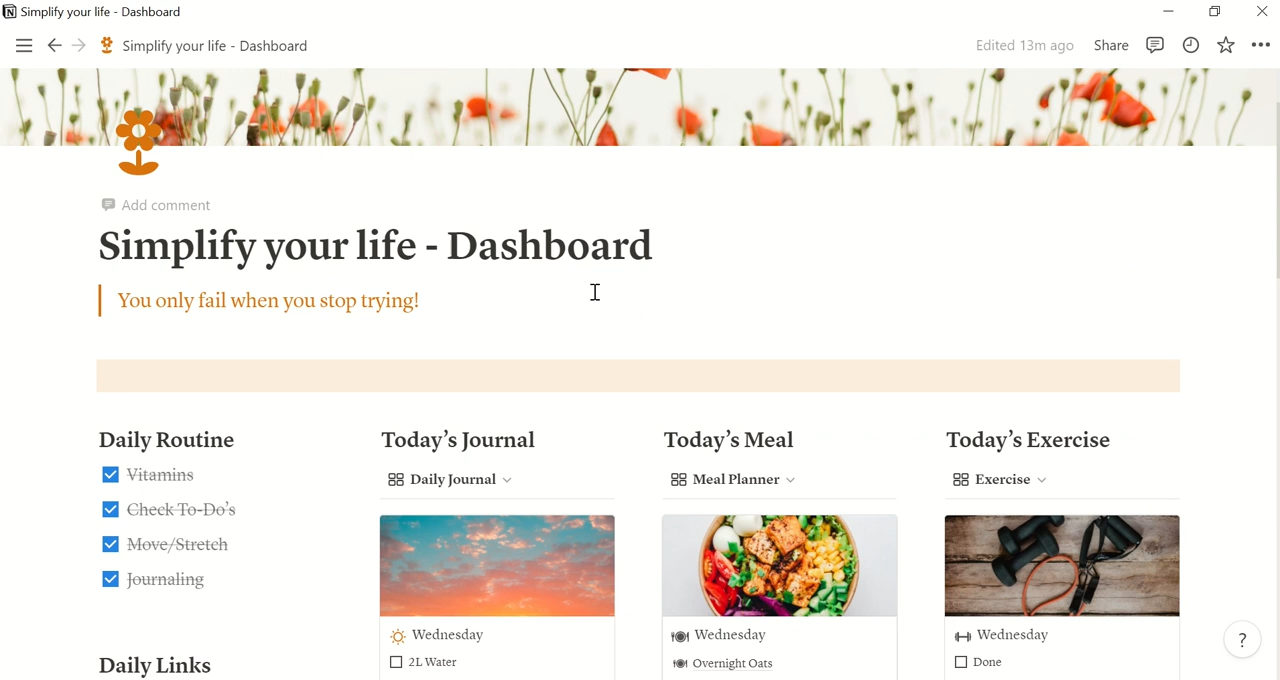 Simplify your life - Dashboard
Simplify your life - Dashboard
Edited 13m ago
Share
Add comment
Simplify your life - Dashboard
You only fail when you stop trying!
Daily Routine
Vitamins
Check To-Do's
Move/Stretch
Journaling
Daily Links
Today's Journal
Daily Journal
Wednesday
2L Water
Today's Meal
Meal Planner
Wednesday
Overnight Oats
Today's Exercise
Exercise
Wednesday
Done
?